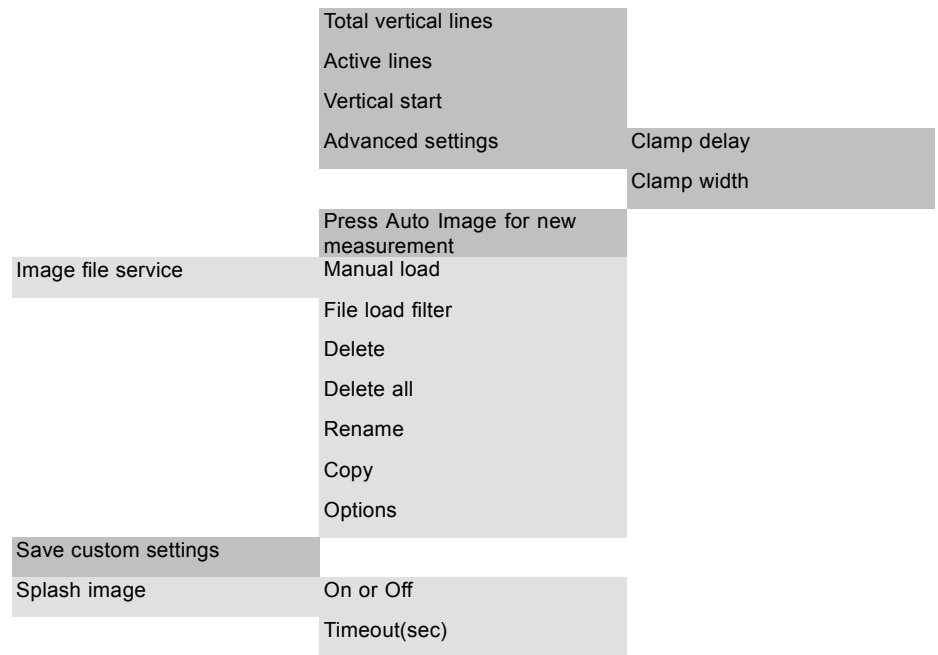 Total vertical lines
Active lines
Vertical start
Advanced settings Clamp delay
Clamp width
Press Auto Image for new
measurement
Image file service Manual load
File load filter
Delete
Delete all
Rename
Copy
Options
Save custom settings
Splash image On or Off
Timeout(sec)